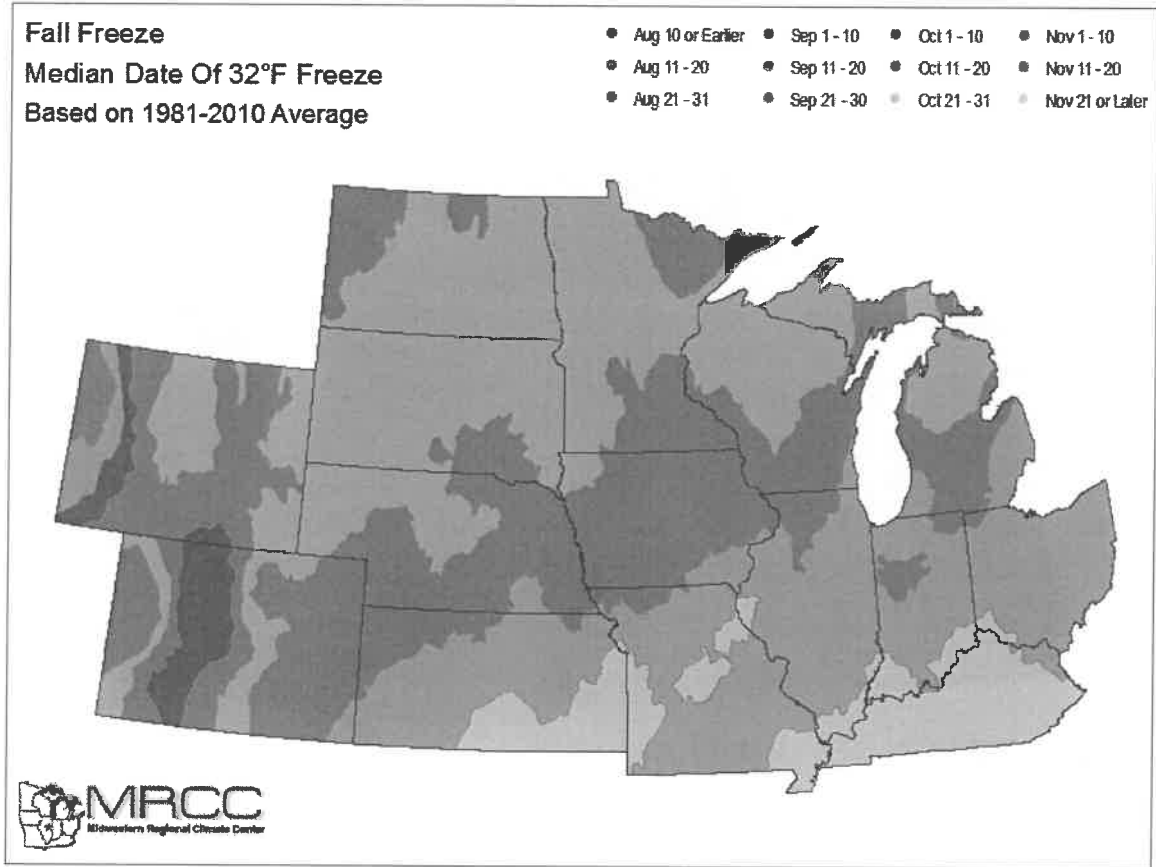 Fall Freeze
Median Date Of 32°F Freeze
Based on 1981-2010 Average
Aug 10 or Earlier Sep 1 - 10 Oct 1 - 10 Nov 1 - 10
Aug 11 - 20 Sep 11 - 20 Oct 11 - 20 Nov 11 - 20
Aug 21 - 31 Sep 21 - 30 Oct 21 - 31 Nov 21 or Later
MRCC
Midwestern Regional Climate Center